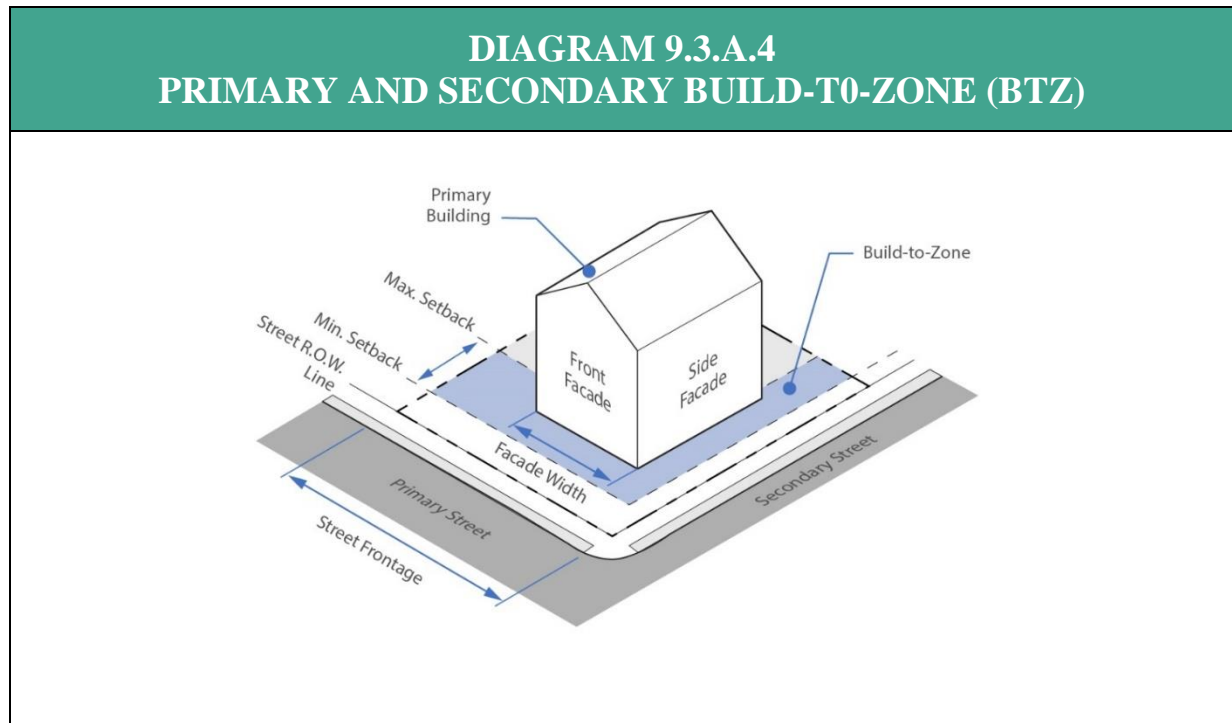 DIAGRAM 9.3.A.4
PRIMARY AND SECONDARY BUILD-T0-ZONE (BTZ)
Primary
Building
Build-to-Zone
Max. Setback
Min. Setback
Street R.O.W.
Line
Front
Facade
Side
Facade
Facade Width
Primary Street
Secondary Street
Street Frontage